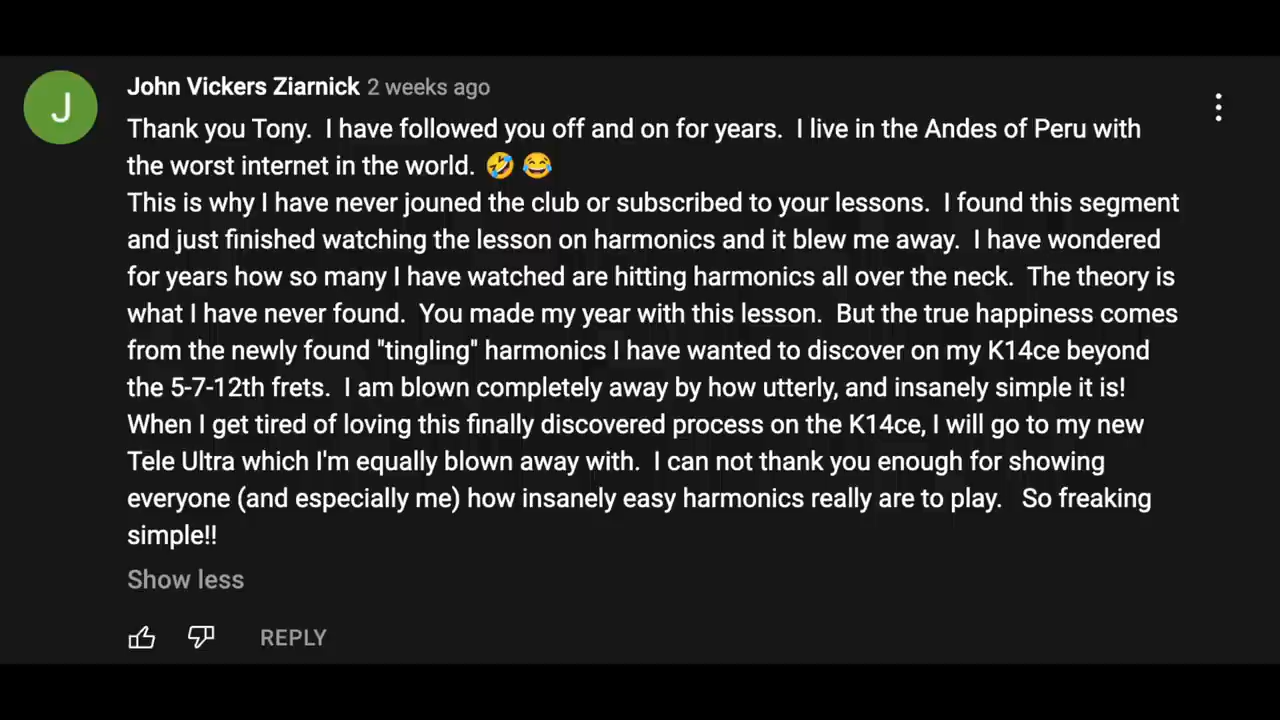 J
John Vickers Ziarnick 2 weeks ago
Thank you Tony.  I have followed you off and on for years.  I live in the Andes of Peru with
the worst internet in the world. 🤣 😂
This is why I have never jouned the club or subscribed to your lessons.  I found this segment
and just finished watching the lesson on harmonics and it blew me away.  I have wondered
for years how so many I have watched are hitting harmonics all over the neck.  The theory is
what I have never found.  You made my year with this lesson.  But the true happiness comes
from the newly found "tingling" harmonics I have wanted to discover on my K14ce beyond
the 5-7-12th frets.  I am blown completely away by how utterly, and insanely simple it is!
When I get tired of loving this finally discovered process on the K14ce, I will go to my new
Tele Ultra which I'm equally blown away with.  I can not thank you enough for showing
everyone (and especially me) how insanely easy harmonics really are to play.   So freaking
simple!!
Show less
REPLY